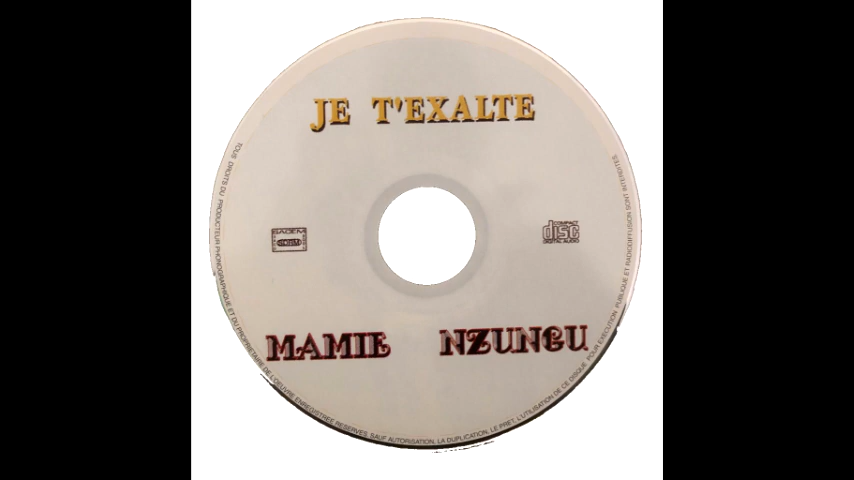 JE T'EXALTE
SACEM
COMPACT
disc
DIGITAL AUDIO
MAMIE NZUNGU
TOUS DROITS DU PRODUCTEUR PHONOGRAPHIQUE ET DU PROPRIETAIRE DE L'OEUVRE ENREGISTREE RESERVES. SAUF AUTORISATION, LA DUPLICATION, LE PRET, L'UTILISATION DE CE DISQUE POUR EXECUTION PUBLIQUE ET RADIODIFFUSION SONT INTERDITES.